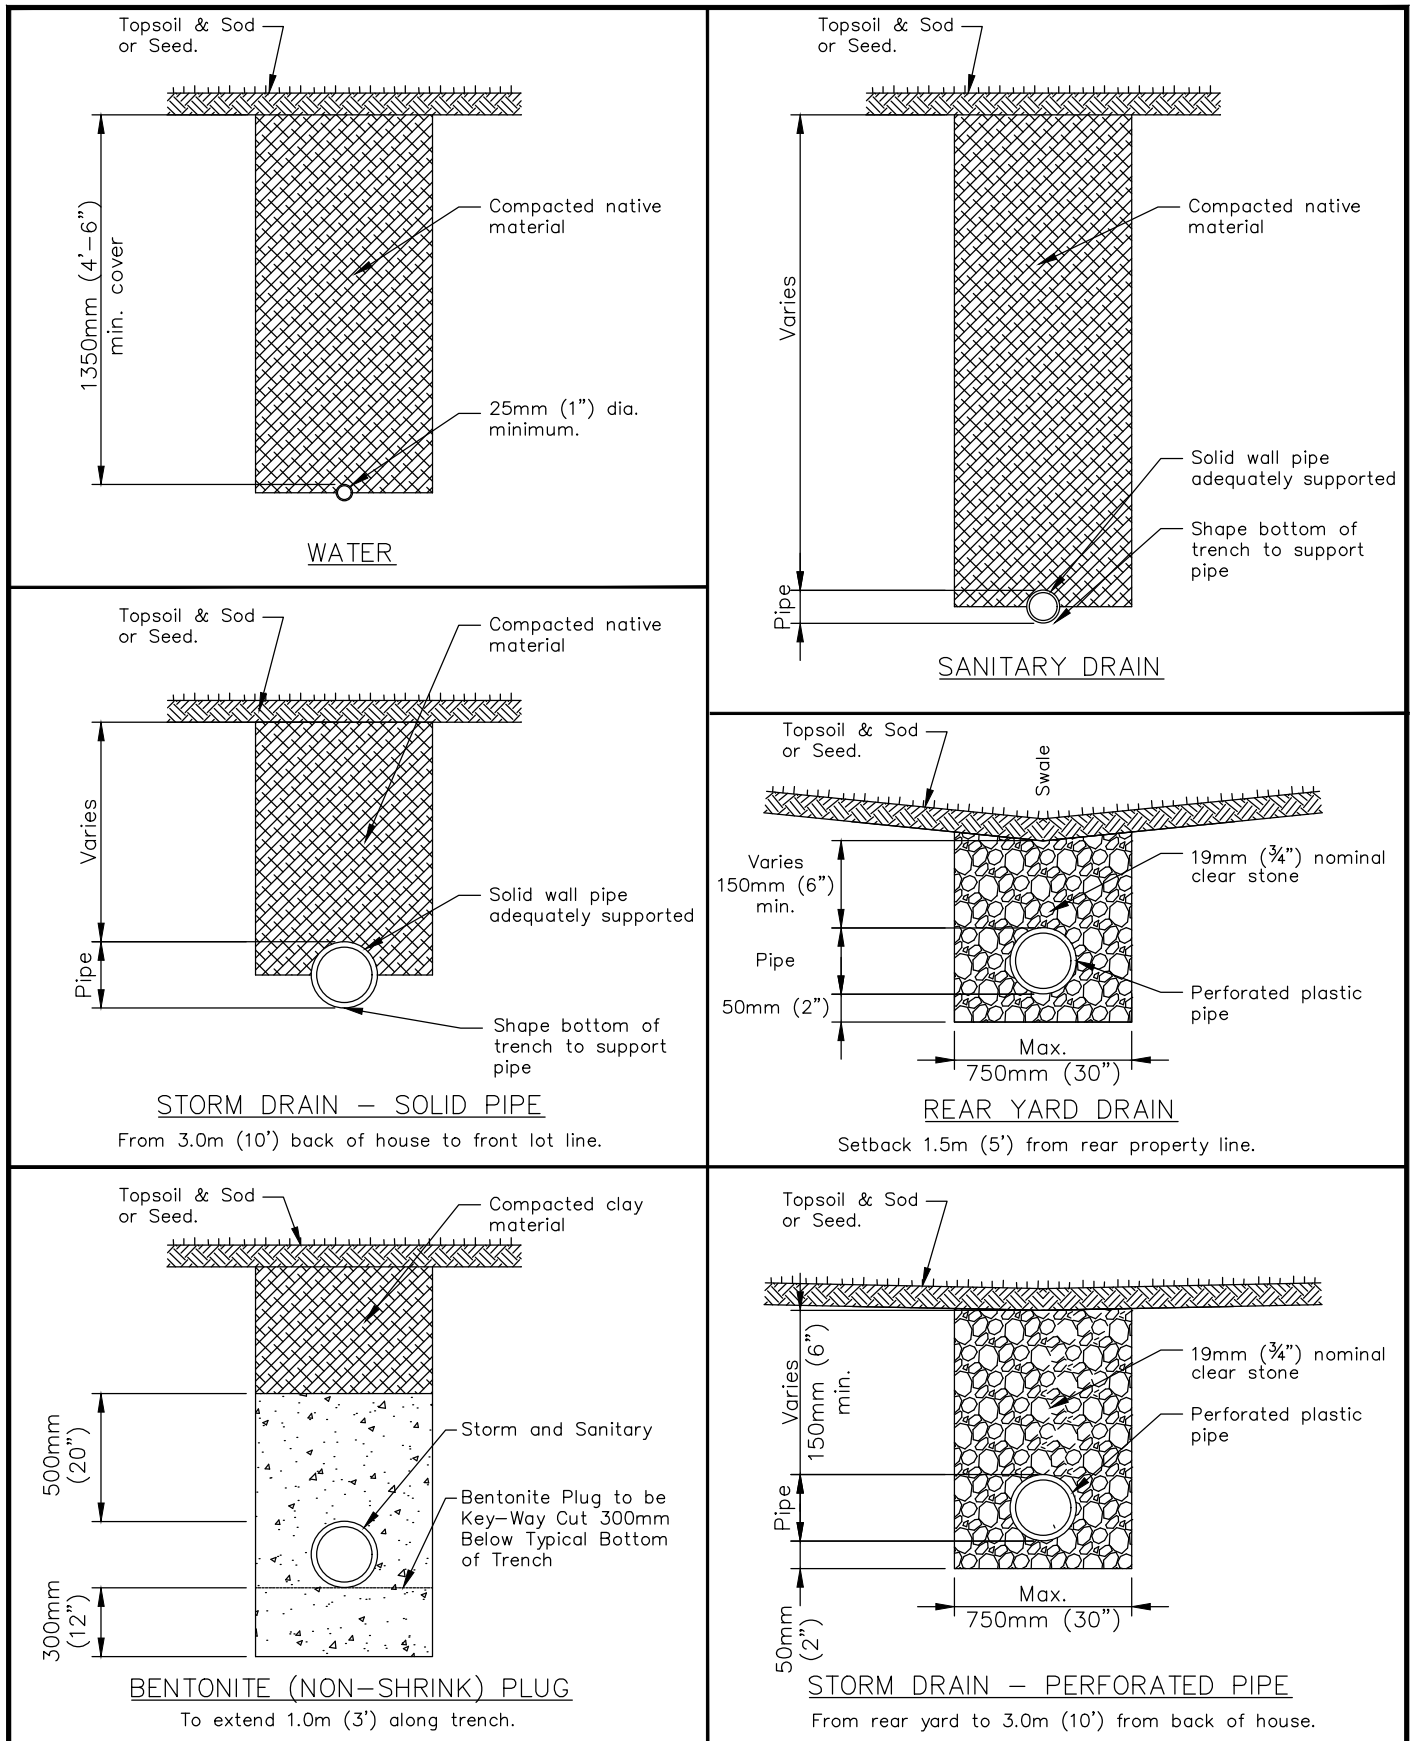 Topsoil & Sod
or Seed.
1350mm (4'-6")
min. cover
Compacted native
material
25mm (1") dia.
minimum.
WATER
Topsoil & Sod
or Seed.
Varies
Compacted native
material
Solid wall pipe
adequately supported
Shape bottom of
trench to support
pipe
Pipe
SANITARY DRAIN
Topsoil & Sod
or Seed.
Compacted native
material
Varies
Solid wall pipe
adequately supported
Pipe
Shape bottom of
trench to support
pipe
STORM DRAIN - SOLID PIPE
From 3.0m (10') back of house to front lot line.
Topsoil & Sod
or Seed.
Swale
Varies
150mm (6")
min.
19mm (¾") nominal
clear stone
Pipe
50mm (2")
Perforated plastic
pipe
Max.
750mm (30")
REAR YARD DRAIN
Setback 1.5m (5') from rear property line.
Topsoil & Sod
or Seed.
Compacted clay
material
500mm
(20")
Storm and Sanitary
Bentonite Plug to be
Key-Way Cut 300mm
Below Typical Bottom
of Trench
300mm
(12")
BENTONITE (NON-SHRINK) PLUG
To extend 1.0m (3') along trench.
Topsoil & Sod
or Seed.
Varies
150mm (6")
min.
19mm (¾") nominal
clear stone
Perforated plastic
pipe
Pipe
Max.
750mm (30")
50mm
(2")
STORM DRAIN - PERFORATED PIPE
From rear yard to 3.0m (10') from back of house.